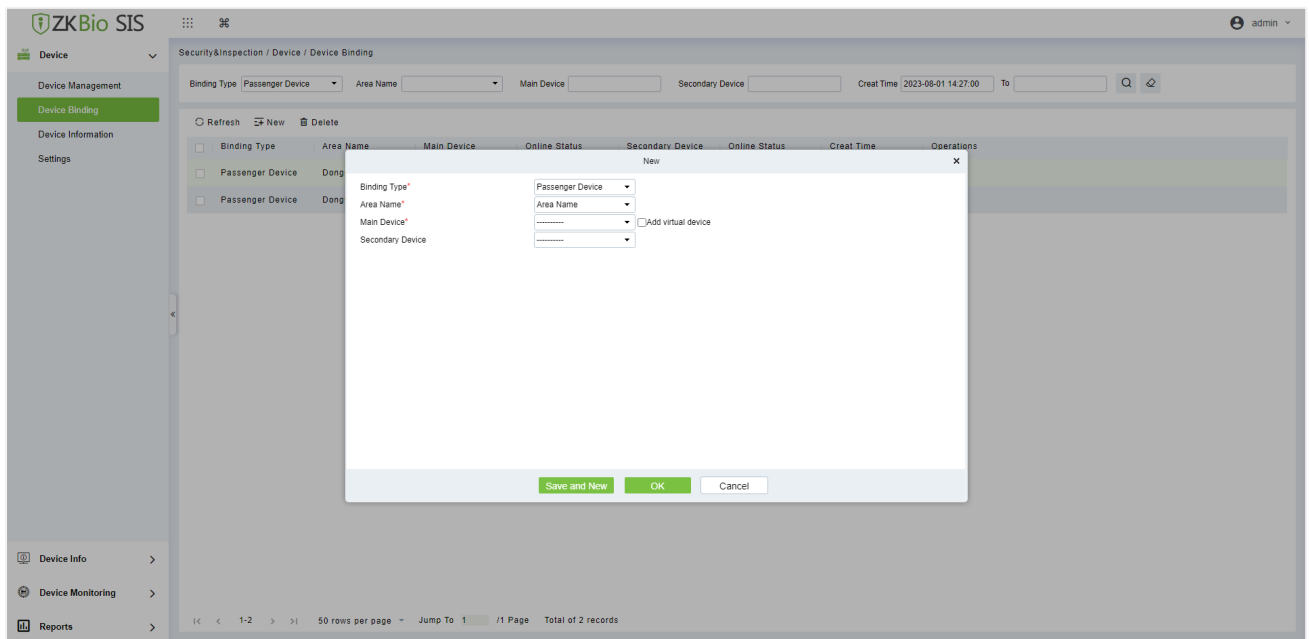 ZKBio SIS
admin
Device
Security&Inspection / Device / Device Binding
Device Management
Binding Type Passenger Device Area Name Main Device Secondary Device Creat Time 2023-08-01 14:27:00 To
Device Binding
Refresh New Delete
Device Information
Binding Type Area Name Main Device Online Status Secondary Device Online Status Creat Time Operations
Settings
New
Passenger Device Dong
Passenger Device Dong
Binding Type* Passenger Device
Area Name* Area Name
Main Device* ---------- Add virtual device
Secondary Device ----------
Save and New OK Cancel
Device Info
Device Monitoring
Reports
1-2 50 rows per page Jump To 1 /1 Page Total of 2 records